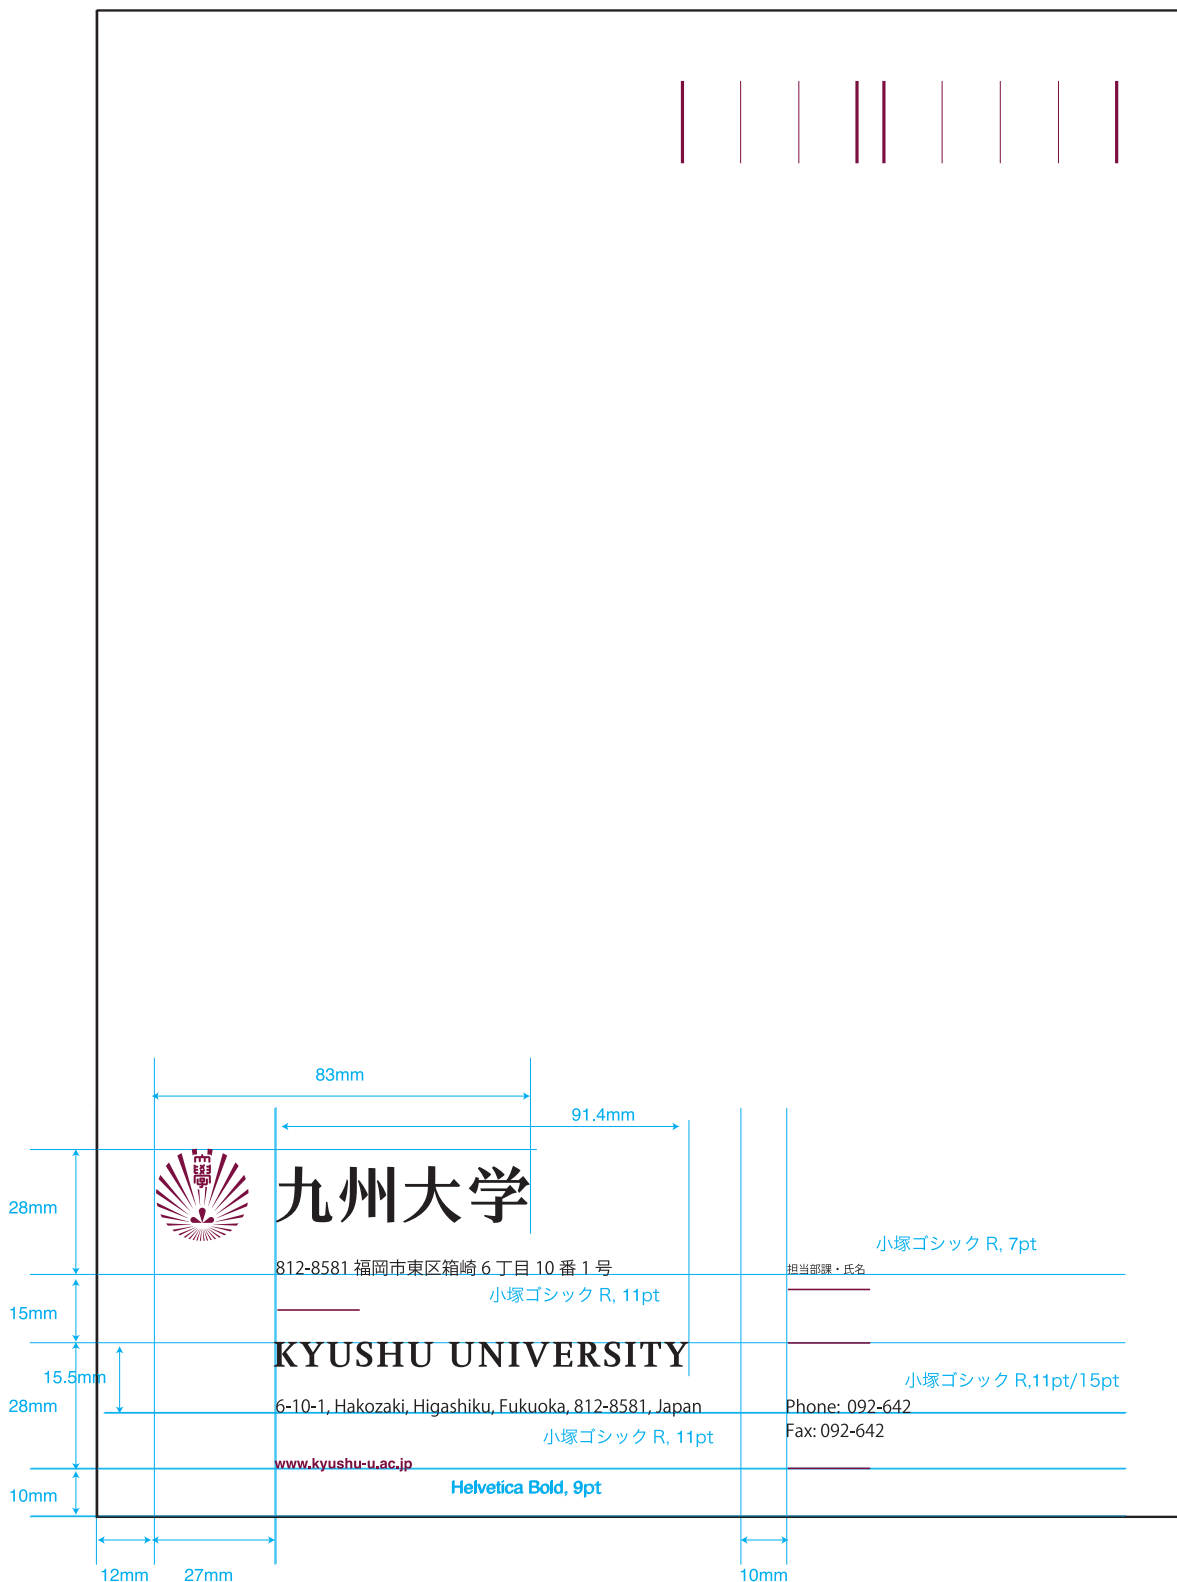 83mm
91.4mm
28mm
九州大学
小塚ゴシック R, 7pt
812-8581 福岡市東区箱崎 6 丁目 10 番 1 号
担当部課・氏名
小塚ゴシック R, 11pt
15mm
KYUSHU UNIVERSITY
15.5mm
小塚ゴシック R,11pt/15pt
28mm
6-10-1, Hakozaki, Higashiku, Fukuoka, 812-8581, Japan
Phone: 092-642
Fax: 092-642
小塚ゴシック R, 11pt
www.kyushu-u.ac.jp
Helvetica Bold, 9pt
10mm
12mm
27mm
10mm